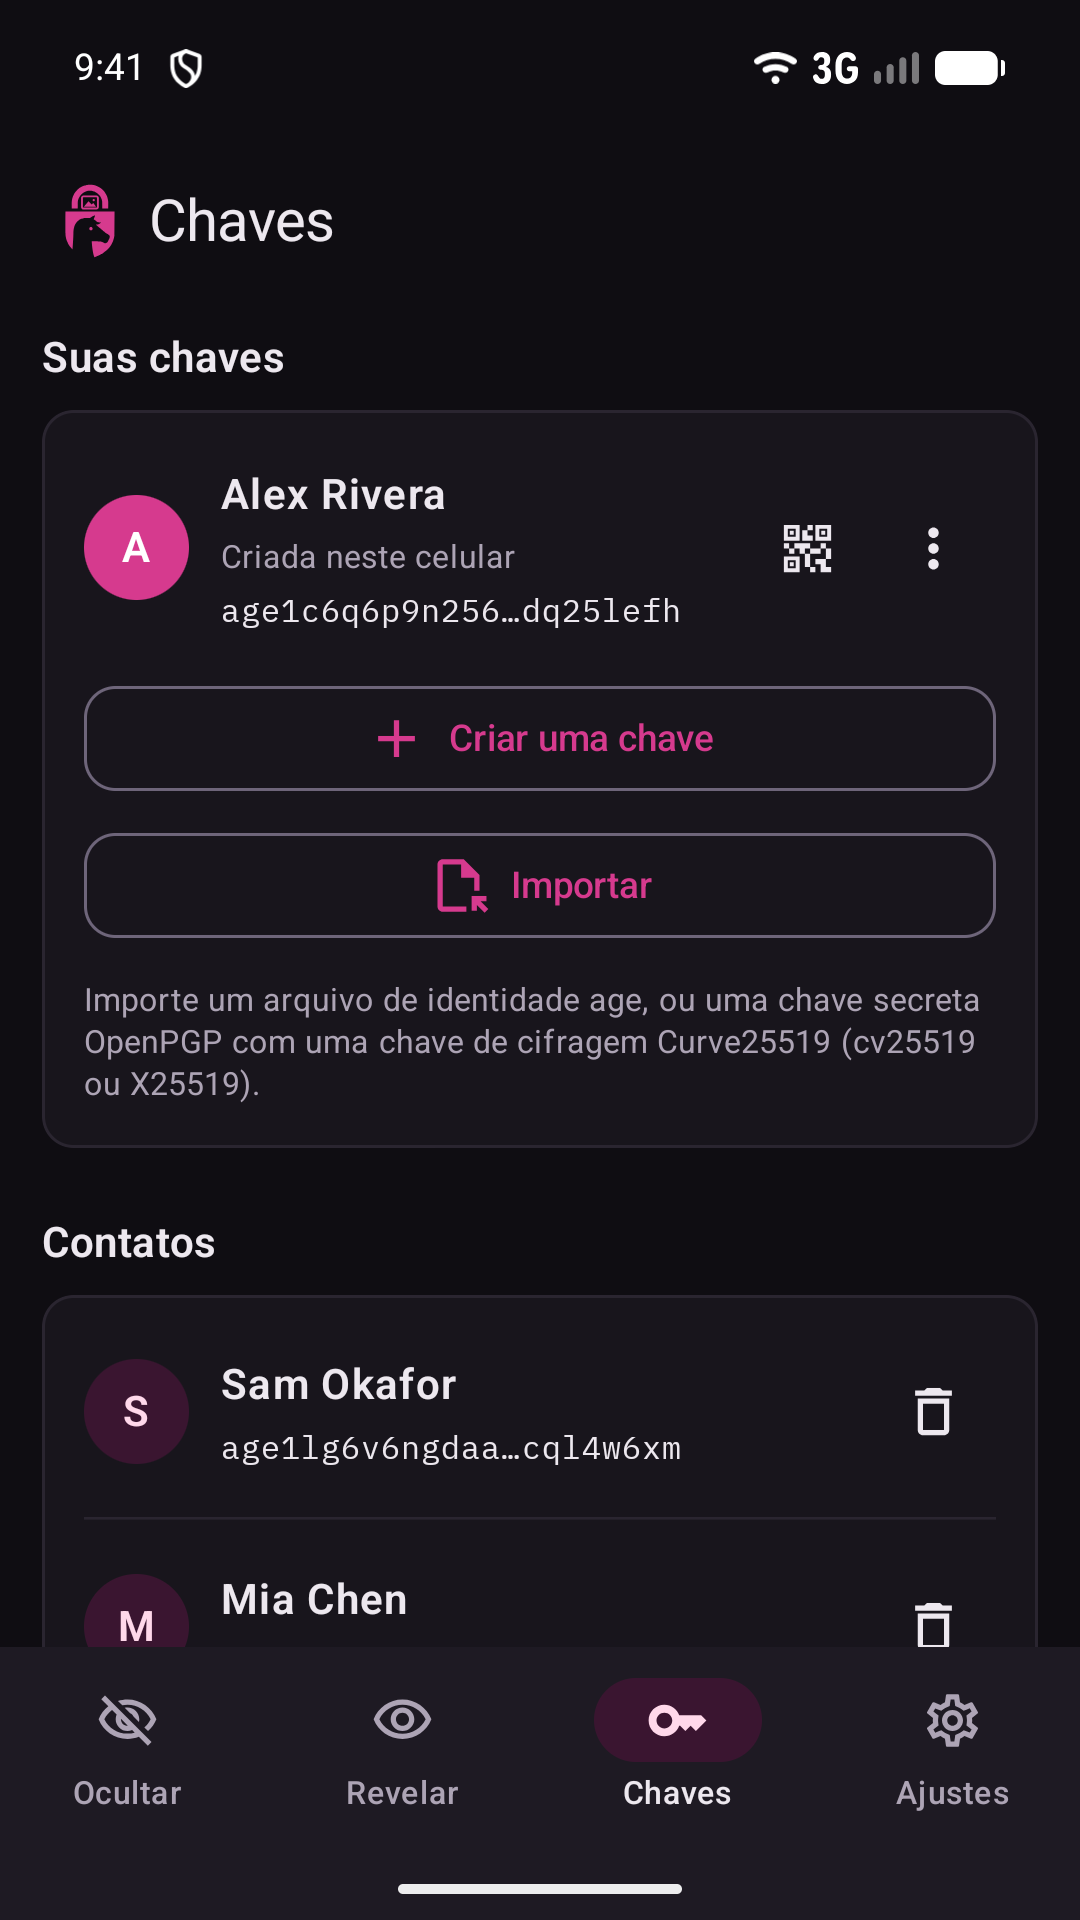 9:41
3G
Chaves
Suas chaves
A
Alex Rivera
Criada neste celular
age1c6q6p9n256…dq25lefh
Criar uma chave
Importar
Importe um arquivo de identidade age, ou uma chave secreta
OpenPGP com uma chave de cifragem Curve25519 (cv25519
ou X25519).
Contatos
S
Sam Okafor
age1lg6v6ngdaa…cql4w6xm
M
Mia Chen
Ocultar
Revelar
Chaves
Ajustes